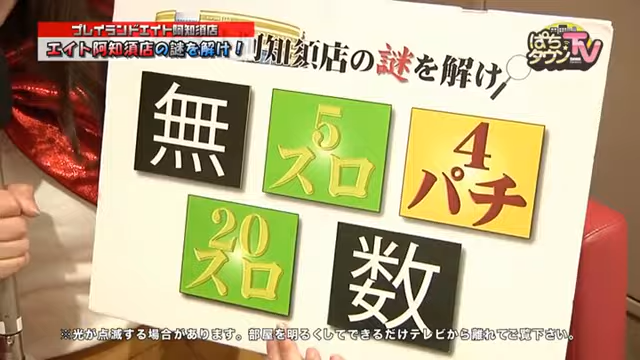 プレイランドエイト阿知須店
エイト阿知須店の謎を解け!
ぱち
タウン
TV
阿知須店の謎を解け
無
5
スロ
4
パチ
20
スロ
数
※光が点滅する場合があります。部屋を明るくしてできるだけテレビから離れてご覧下さい。